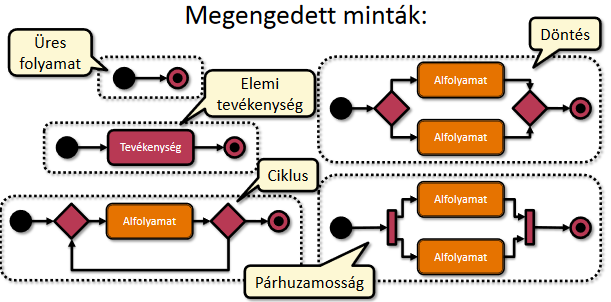 Megengedett minták:
Üres
folyamat
Elemi
tevékenység
Tevékenység
Ciklus
Alfolyamat
Döntés
Alfolyamat
Alfolyamat
Alfolyamat
Alfolyamat
Párhuzamosság